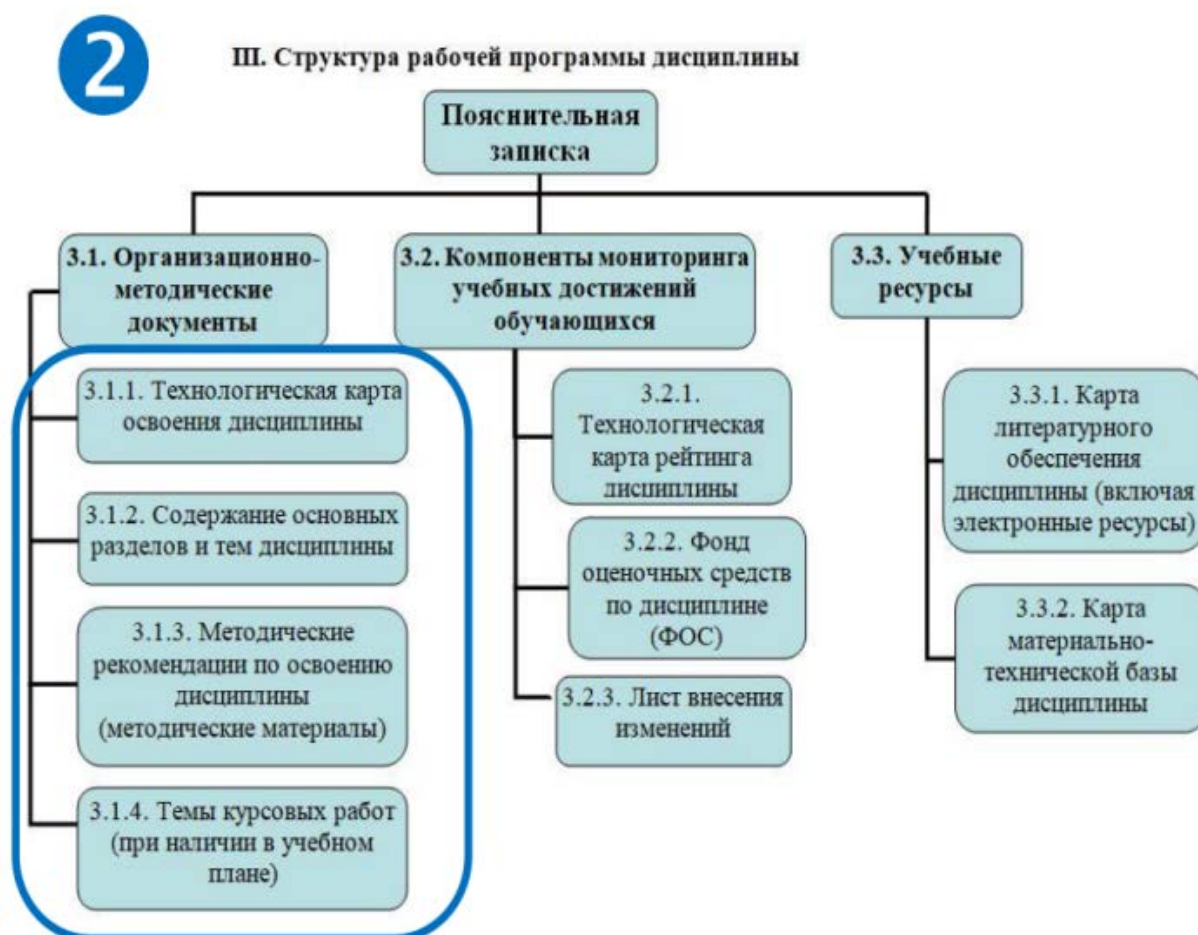 2
III. Структура рабочей программы дисциплины
Пояснительная
записка
3.1. Организационно-
методические
документы
3.1.1. Технологическая карта
освоения дисциплины
3.1.2. Содержание основных
разделов и тем дисциплины
3.1.3. Методические
рекомендации по освоению
дисциплины
(методические материалы)
3.1.4. Темы курсовых работ
(при наличии в учебном
плане)
3.2. Компоненты мониторинга
учебных достижений
обучающихся
3.2.1.
Технологическая
карта рейтинга
дисциплины
3.2.2. Фонд
оценочных средств
по дисциплине
(ФОС)
3.2.3. Лист внесения
изменений
3.3. Учебные
ресурсы
3.3.1. Карта
литературного
обеспечения
дисциплины (включая
электронные ресурсы)
3.3.2. Карта
материально-
технической базы
дисциплины